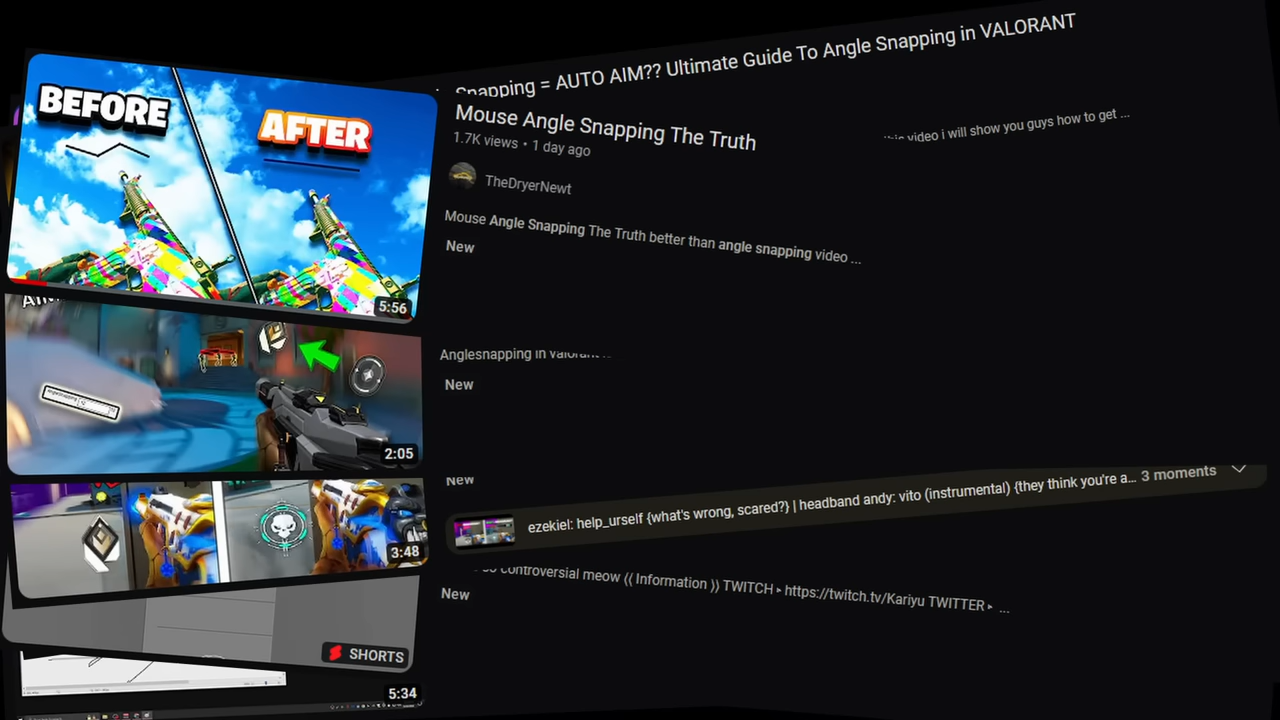 Snapping = AUTO AIM?? Ultimate Guide To Angle Snapping in VALORANT
BEFORE
AFTER
5:56
Mouse Angle Snapping The Truth
1.7K views • 1 day ago
video i will show you guys how to get ...
TheDryerNewt
Mouse Angle Snapping The Truth better than angle snapping video ...
New
2:05
Anglesnapping in valorant
New
3:48
New
ezekiel: help_urself {what's wrong, scared?} | headband andy: vito (instrumental) {they think you're a... 3 moments
so controversial meow ⟨⟨ Information ⟩⟩ TWITCH ▸ https://twitch.tv/Kariyu TWITTER ▸ ...
New
SHORTS
5:34